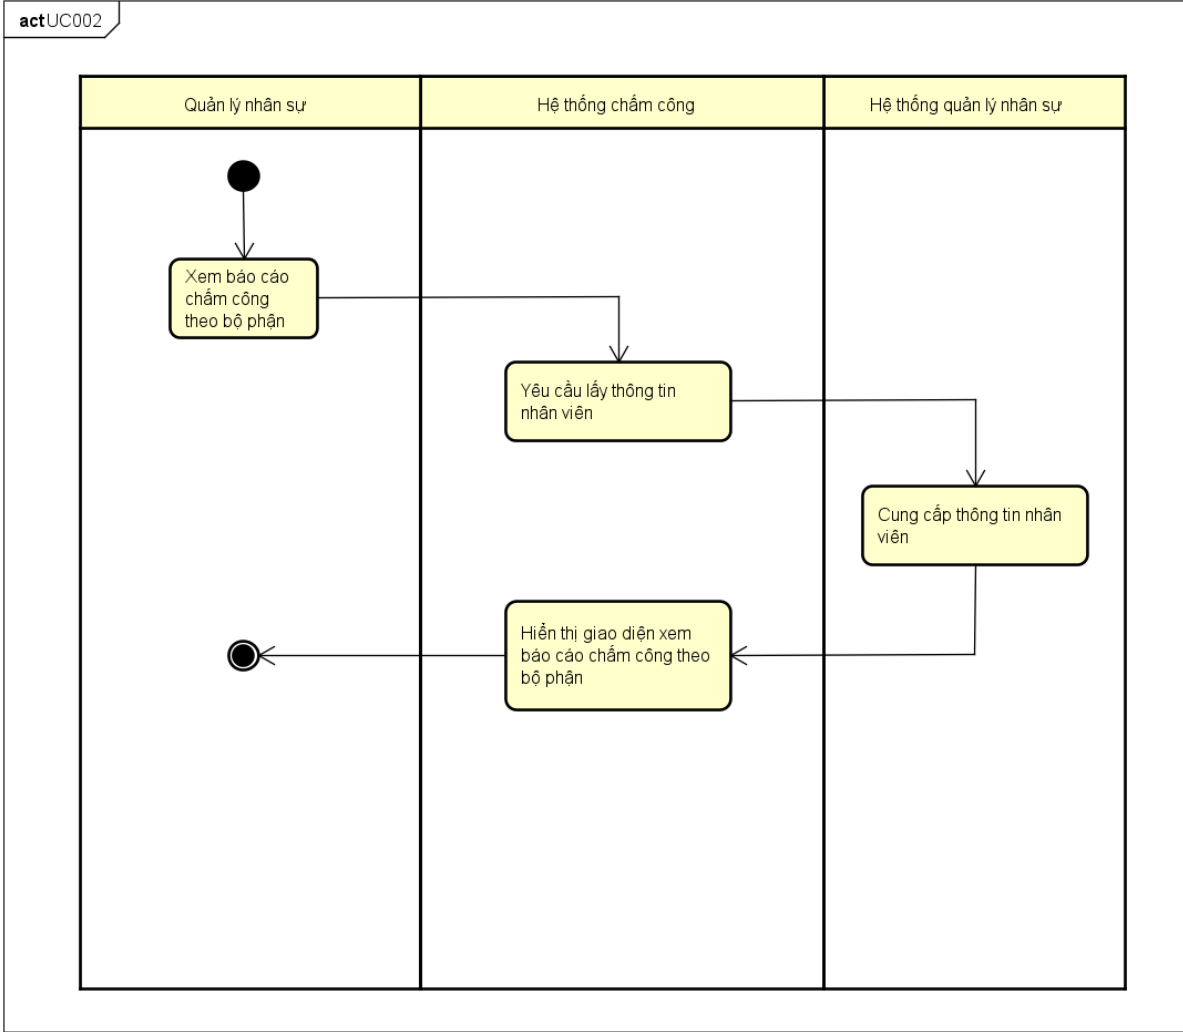 act UC002
Quản lý nhân sự
Hệ thống chấm công
Hệ thống quản lý nhân sự
Xem báo cáo
chấm công
theo bộ phận
Yêu cầu lấy thông tin
nhân viên
Cung cấp thông tin nhân
viên
Hiển thị giao diện xem
báo cáo chấm công theo
bộ phận